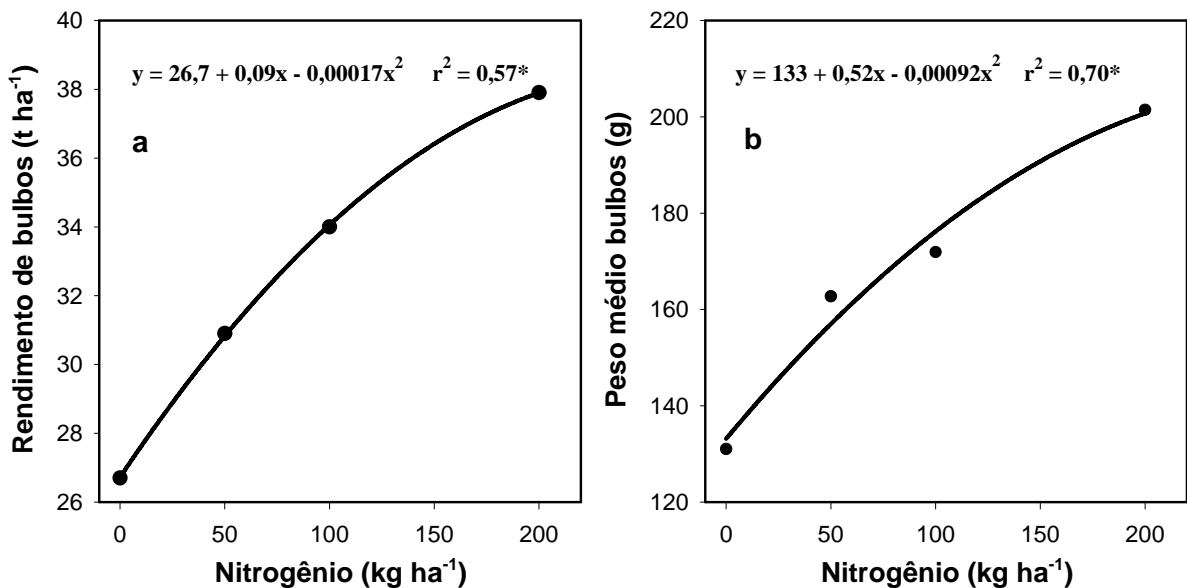 y = 26,7 + 0,09x - 0,00017x² r² = 0,57*
a
Rendimento de bulbos (t ha⁻¹)
40
38
36
34
32
30
28
26
0 50 100 150 200
Nitrogênio (kg ha⁻¹)
y = 133 + 0,52x - 0,00092x² r² = 0,70*
b
Peso médio bulbos (g)
220
200
180
160
140
120
0 50 100 150 200
Nitrogênio (kg ha⁻¹)